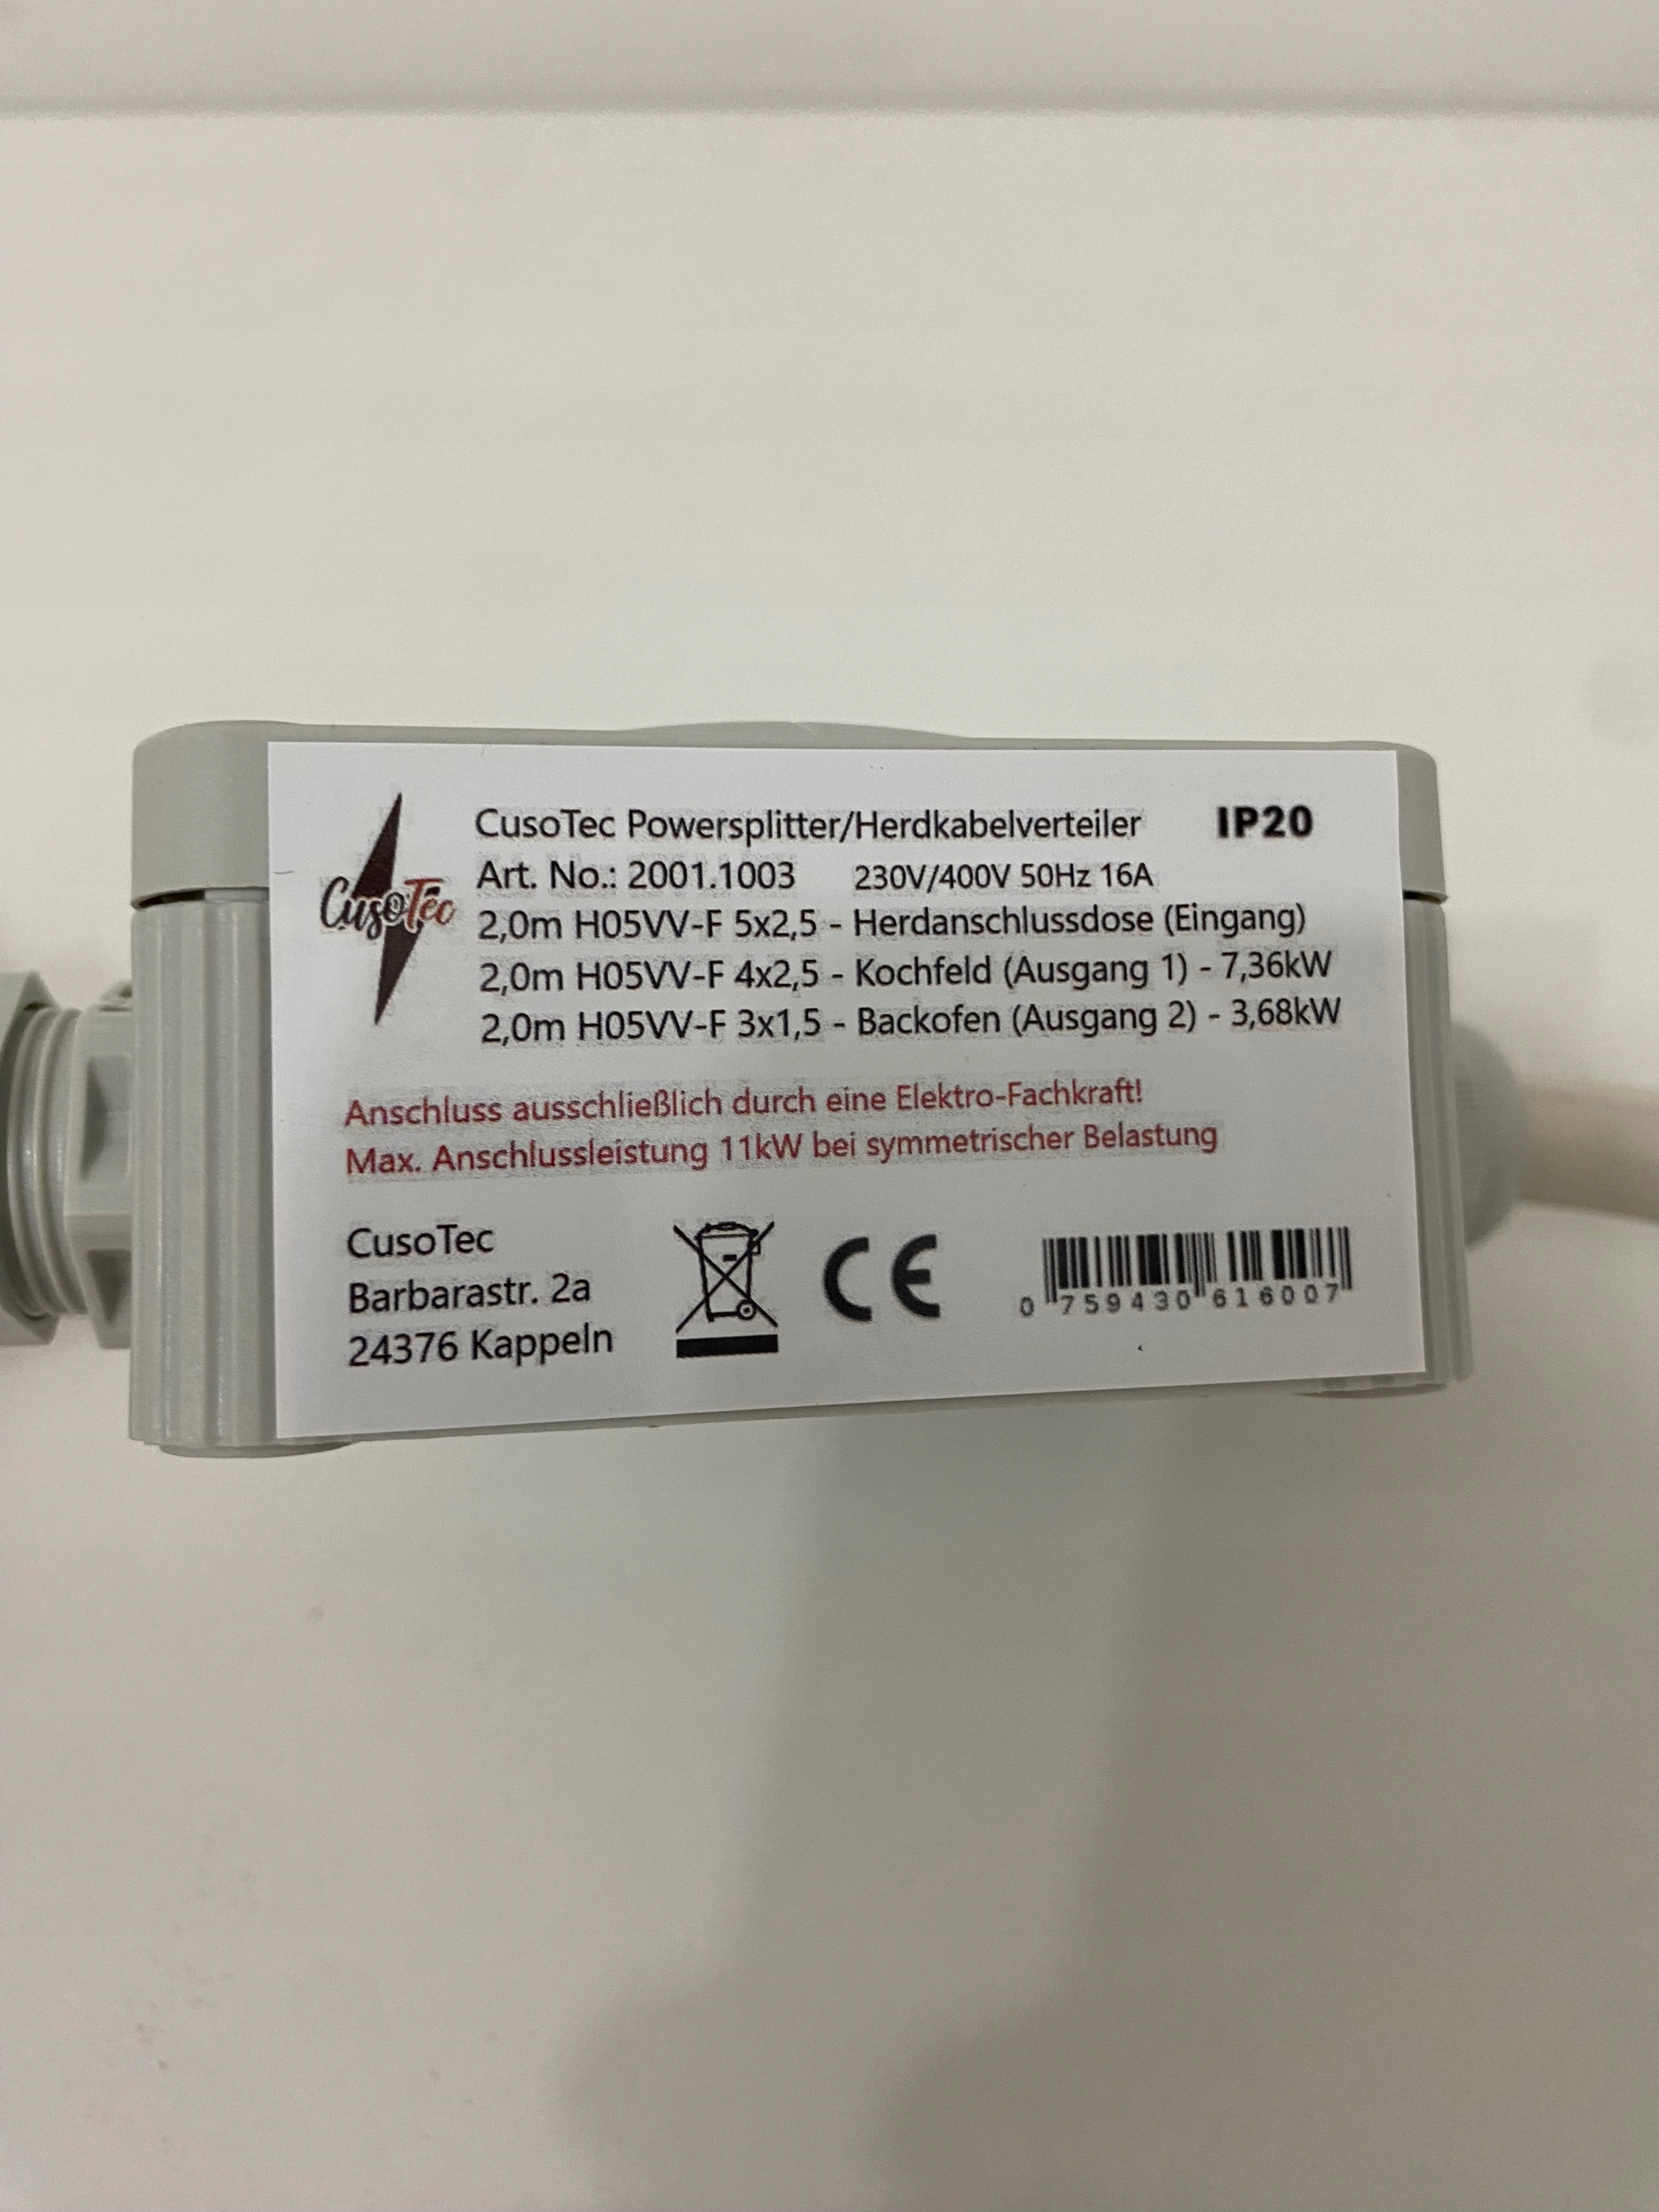 CusoTec
CusoTec Powersplitter/Herdkabelverteiler IP20
Art. No.: 2001.1003 230V/400V 50Hz 16A
2,0m H05VV-F 5x2,5 - Herdanschlussdose (Eingang)
2,0m H05VV-F 4x2,5 - Kochfeld (Ausgang 1) - 7,36kW
2,0m H05VV-F 3x1,5 - Backofen (Ausgang 2) - 3,68kW
Anschluss ausschließlich durch eine Elektro-Fachkraft!
Max. Anschlussleistung 11kW bei symmetrischer Belastung
CusoTec
Barbarastr. 2a
24376 Kappeln
CE
0 759430 616007